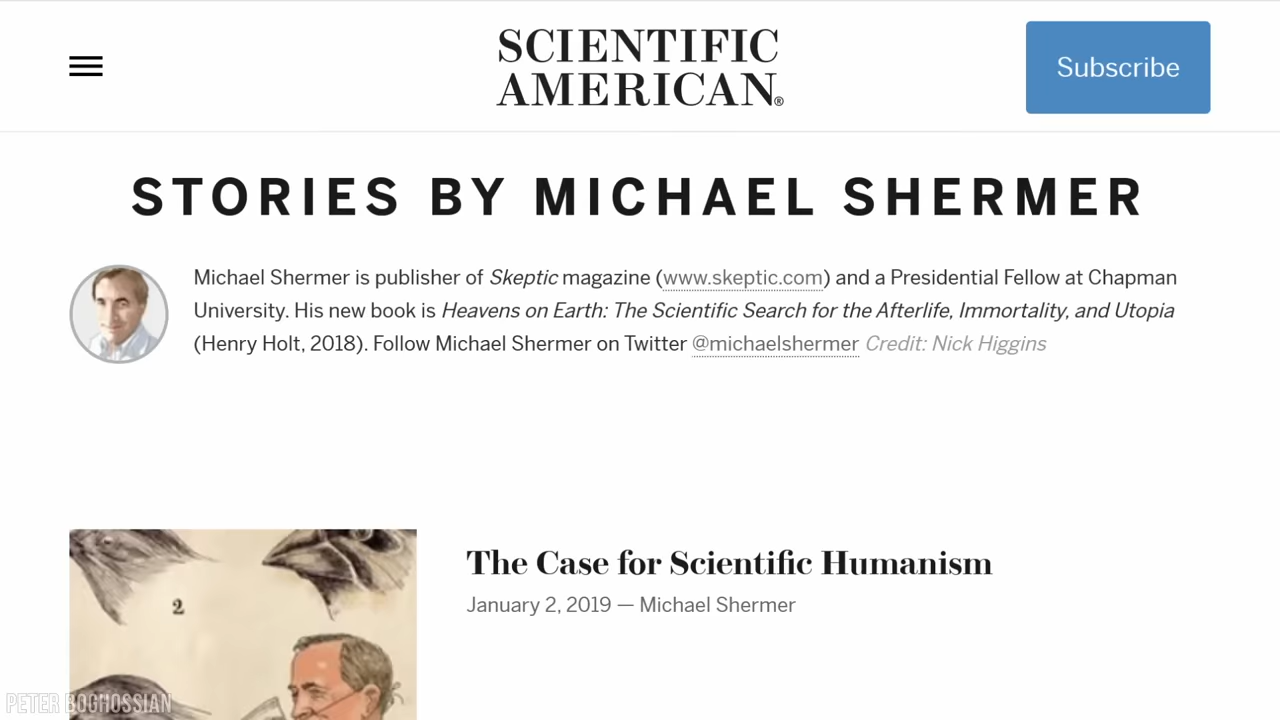 SCIENTIFIC
AMERICAN®
Subscribe
STORIES BY MICHAEL SHERMER
Michael Shermer is publisher of Skeptic magazine (www.skeptic.com) and a Presidential Fellow at Chapman
University. His new book is Heavens on Earth: The Scientific Search for the Afterlife, Immortality, and Utopia
(Henry Holt, 2018). Follow Michael Shermer on Twitter @michaelshermer Credit: Nick Higgins
The Case for Scientific Humanism
January 2, 2019 — Michael Shermer
2
PETER BOGHOSSIAN